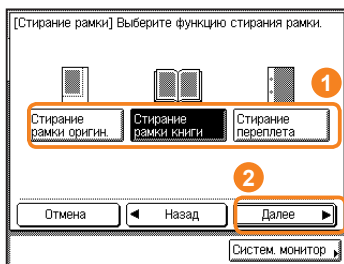 [Стирание рамки] Выберите функцию стирания рамки.
1
Стирание
рамки оригин.
Стирание
рамки книги
Стирание
переплета
2
Отмена
◄ Назад
Далее ►
Систем. монитор